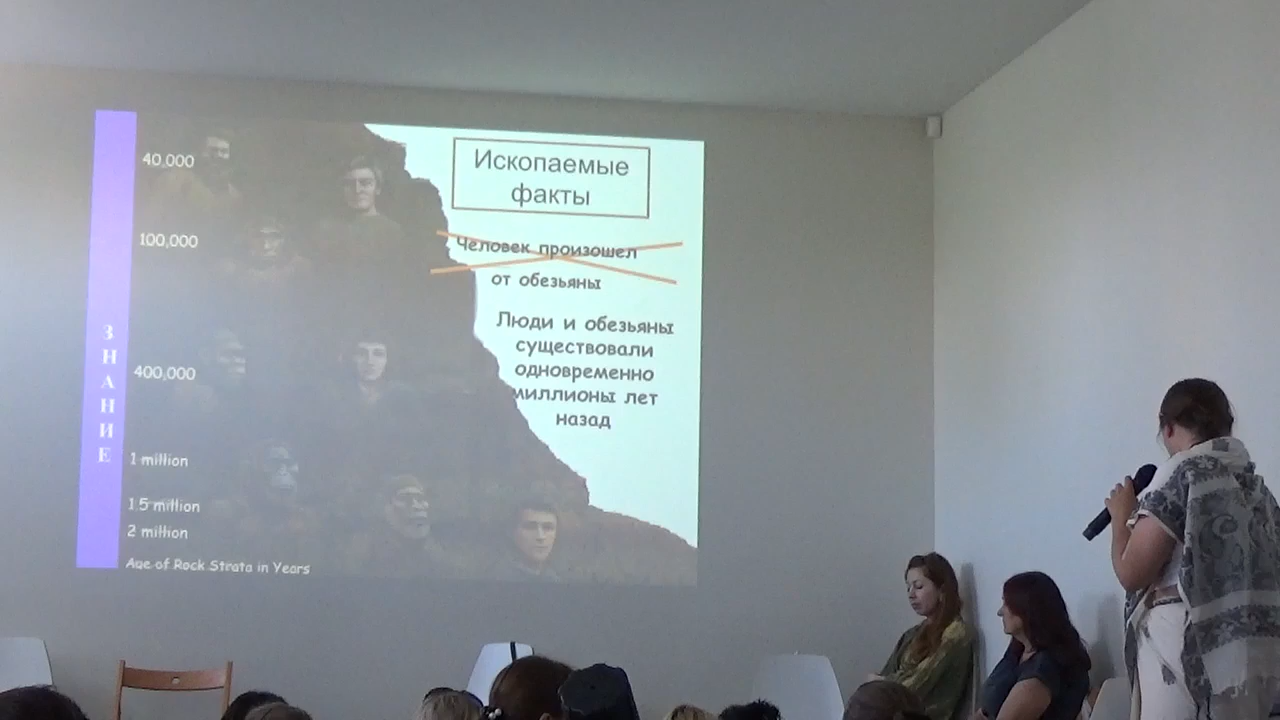 ЗНАНИЕ
40,000
100,000
400,000
1 million
1.5 million
2 million
Age of Rock Strata in Years
Ископаемые
факты
Человек произошел
от обезьяны
Люди и обезьяны
существовали
одновременно
миллионы лет
назад